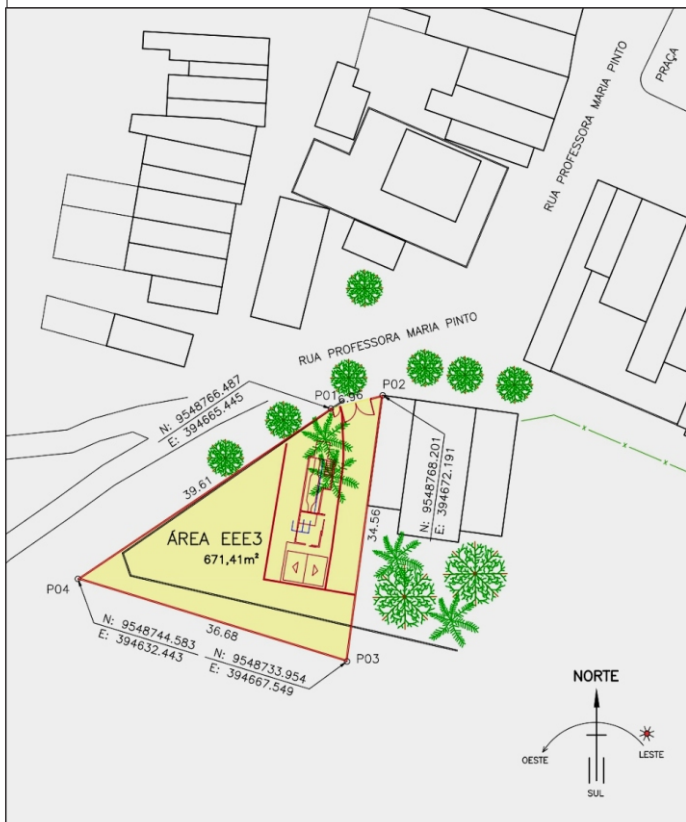 PRAÇA
RUA PROFESSORA MARIA PINTO
RUA PROFESSORA MARIA PINTO
N: 9548766.487
E: 394665.445
P01
6.96
P02
N: 9548768.201
E: 394672.191
39.61
34.56
ÁREA EEE3
671,41m²
P04
36.68
N: 9548744.583
E: 394632.443
N: 9548733.954
E: 394667.549
P03
NORTE
OESTE
LESTE
SUL